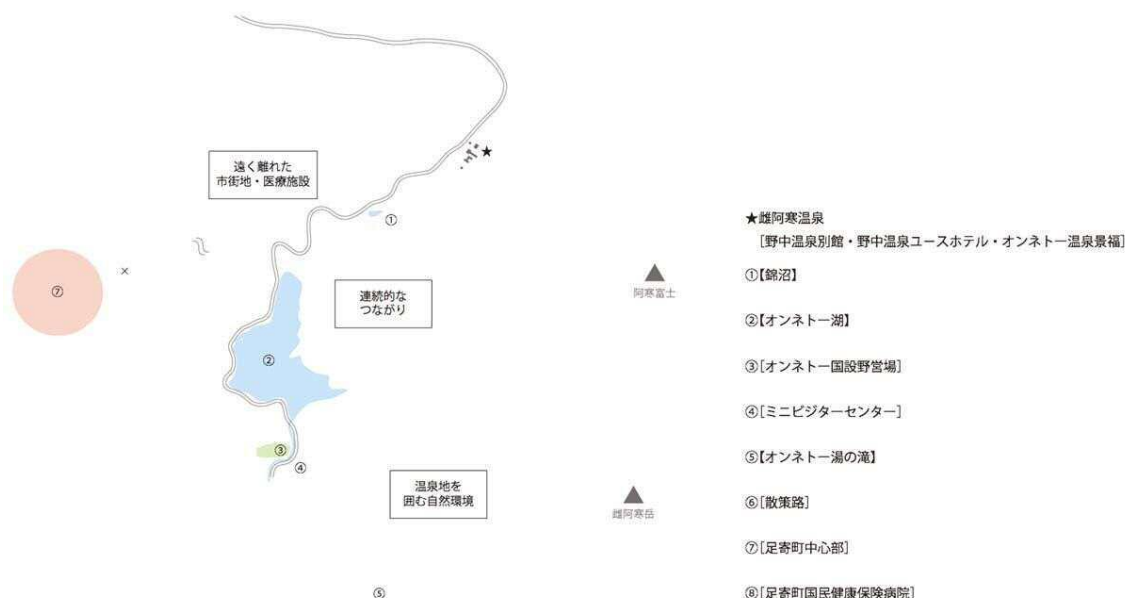 遠く離れた
市街地・医療施設
★
①
⑦
×
連続的な
つながり
②
③
④
温泉地を
囲む自然環境
⑤
阿寒富士
雌阿寒岳
★雌阿寒温泉
［野中温泉別館・野中温泉ユースホテル・オンネトー温泉景福］
①【錦沼】
②【オンネトー湖】
③［オンネトー国設野営場］
④［ミニビジターセンター］
⑤【オンネトー湯の滝】
⑥［散策路］
⑦［足寄町中心部］
⑧［足寄町国民健康保険病院］